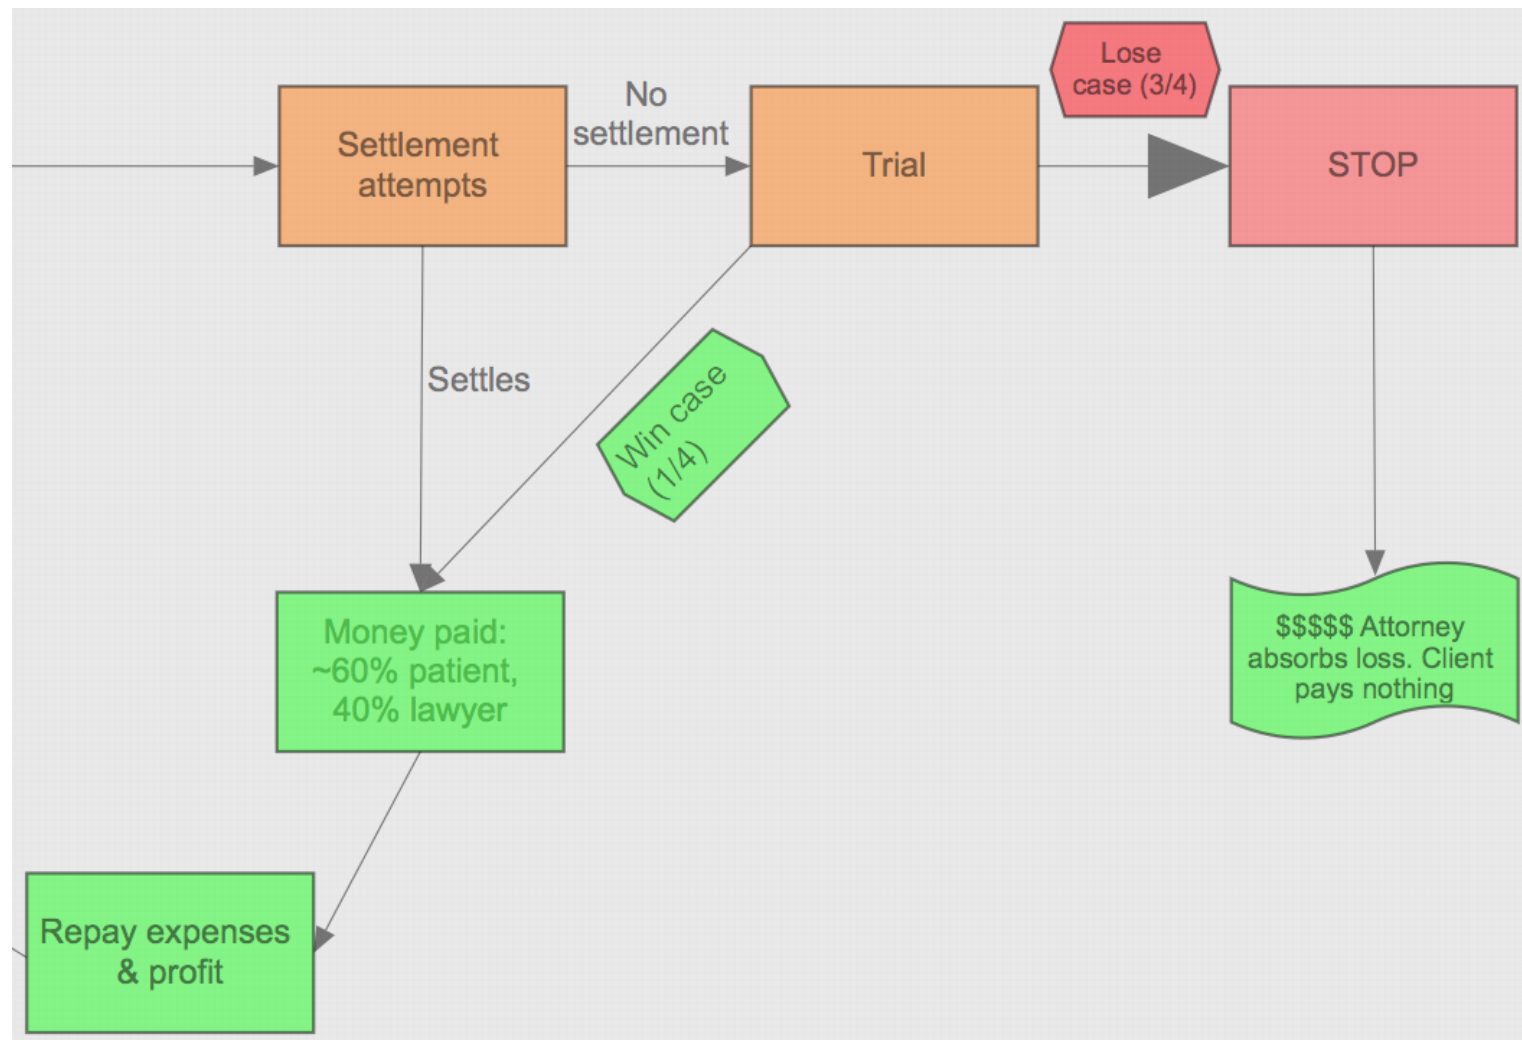 Lose
case (3/4)
No
settlement
Settlement
attempts
Trial
STOP
Settles
Win case
(1/4)
Money paid:
~60% patient,
40% lawyer
$$$$$ Attorney
absorbs loss. Client
pays nothing
Repay expenses
& profit